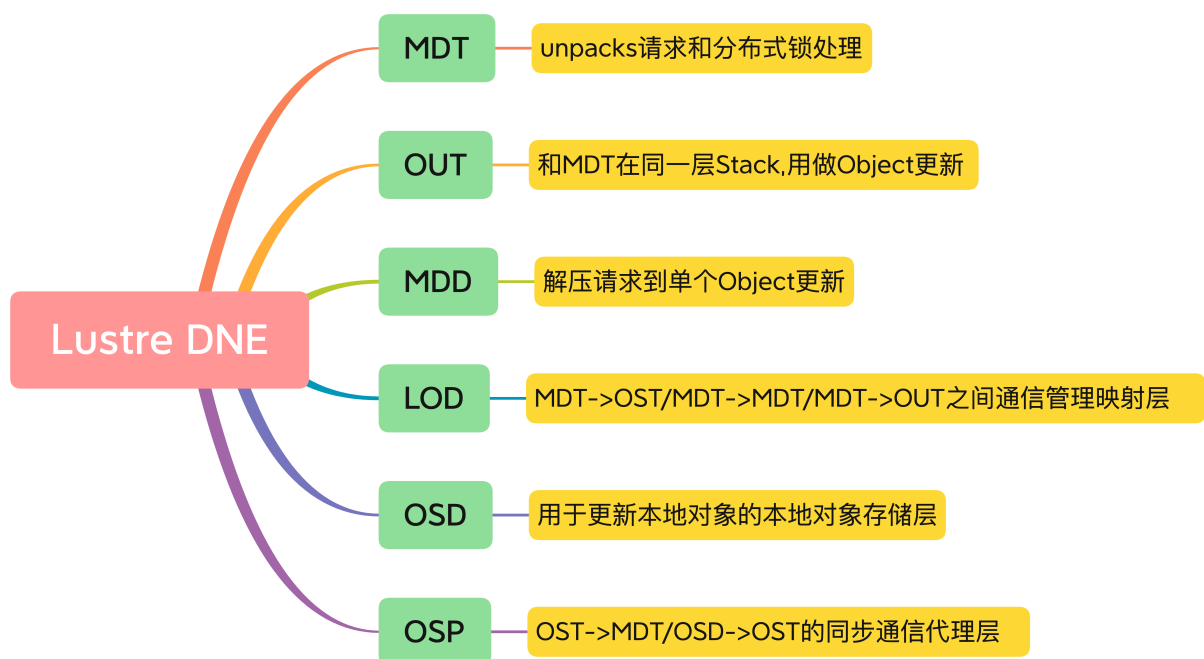 MDT
unpacks请求和分布式锁处理
OUT
和MDT在同一层Stack,用做Object更新
MDD
解压请求到单个Object更新
Lustre DNE
LOD
MDT->OST/MDT->MDT/MDT->OUT之间通信管理映射层
OSD
用于更新本地对象的本地对象存储层
OSP
OST->MDT/OSD->OST的同步通信代理层